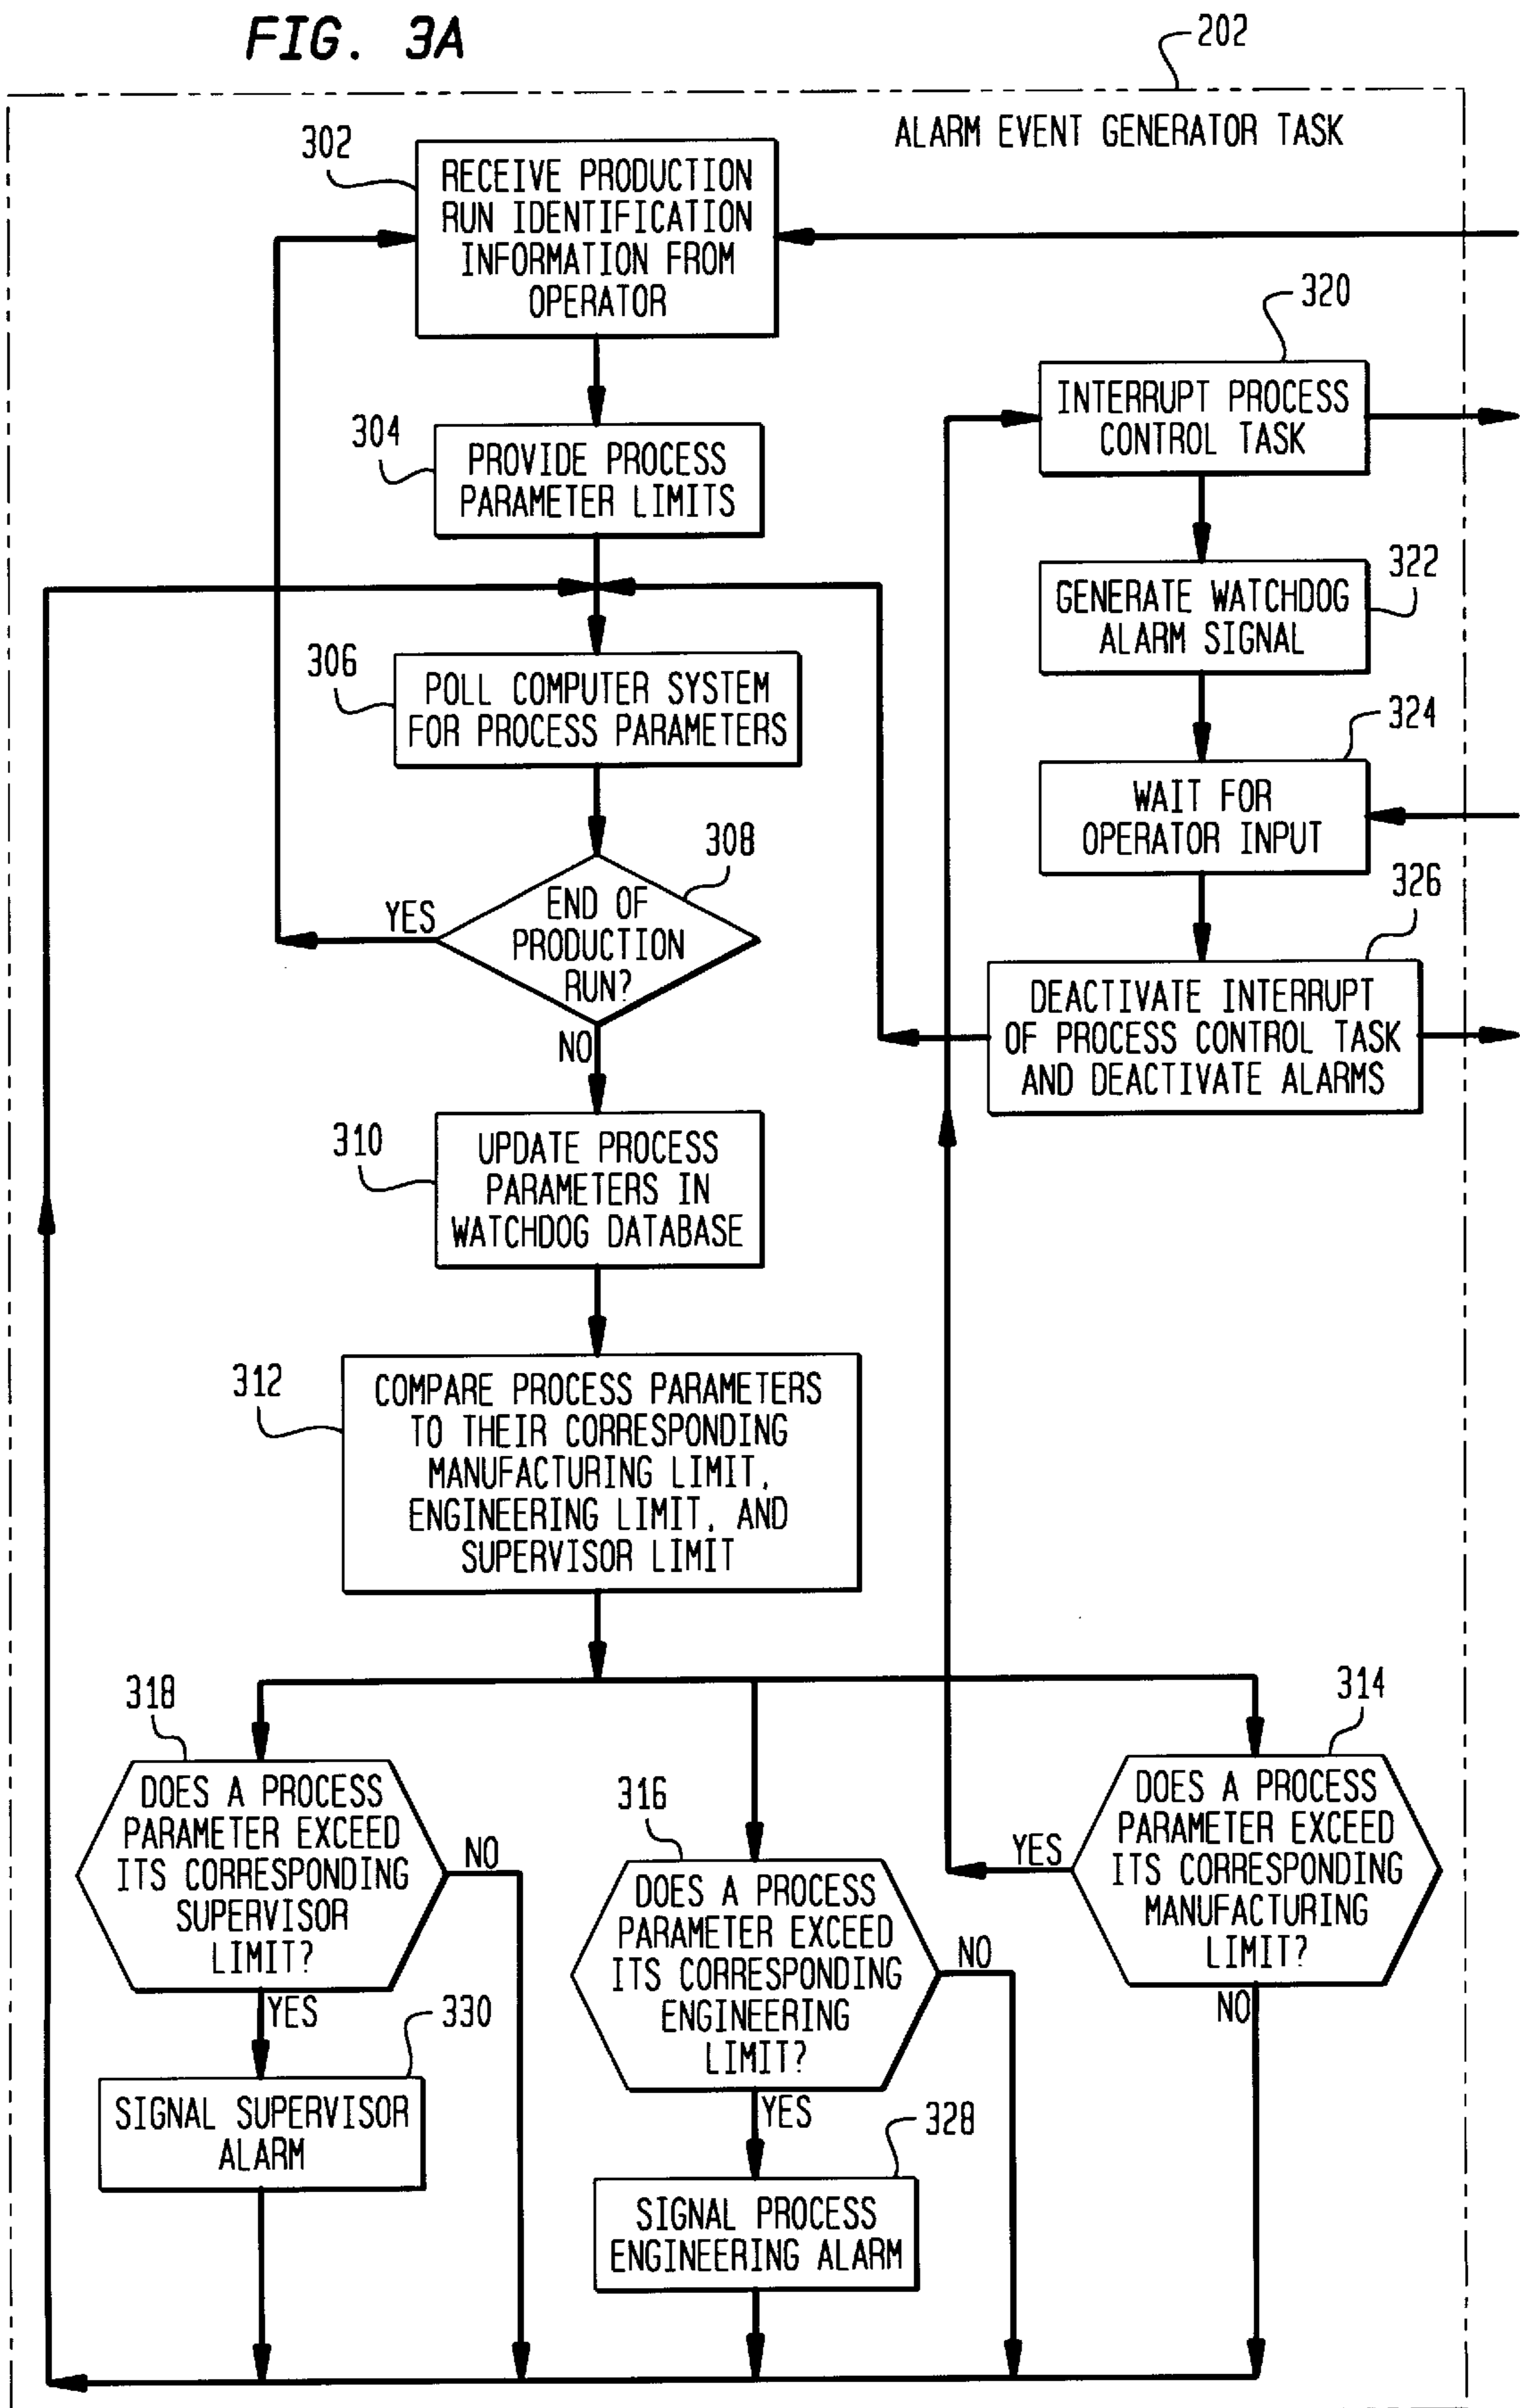 FIG. 3A
202
ALARM EVENT GENERATOR TASK
302
RECEIVE PRODUCTION
RUN IDENTIFICATION
INFORMATION FROM
OPERATOR
304
PROVIDE PROCESS
PARAMETER LIMITS
306
POLL COMPUTER SYSTEM
FOR PROCESS PARAMETERS
308
END OF
PRODUCTION
RUN?
YES
NO
310
UPDATE PROCESS
PARAMETERS IN
WATCHDOG DATABASE
312
COMPARE PROCESS PARAMETERS
TO THEIR CORRESPONDING
MANUFACTURING LIMIT,
ENGINEERING LIMIT, AND
SUPERVISOR LIMIT
320
INTERRUPT PROCESS
CONTROL TASK
322
GENERATE WATCHDOG
ALARM SIGNAL
324
WAIT FOR
OPERATOR INPUT
326
DEACTIVATE INTERRUPT
OF PROCESS CONTROL TASK
AND DEACTIVATE ALARMS
318
DOES A PROCESS
PARAMETER EXCEED
ITS CORRESPONDING
SUPERVISOR
LIMIT?
NO
YES
330
SIGNAL SUPERVISOR
ALARM
316
DOES A PROCESS
PARAMETER EXCEED
ITS CORRESPONDING
ENGINEERING
LIMIT?
NO
YES
328
SIGNAL PROCESS
ENGINEERING ALARM
314
DOES A PROCESS
PARAMETER EXCEED
ITS CORRESPONDING
MANUFACTURING
LIMIT?
YES
NO